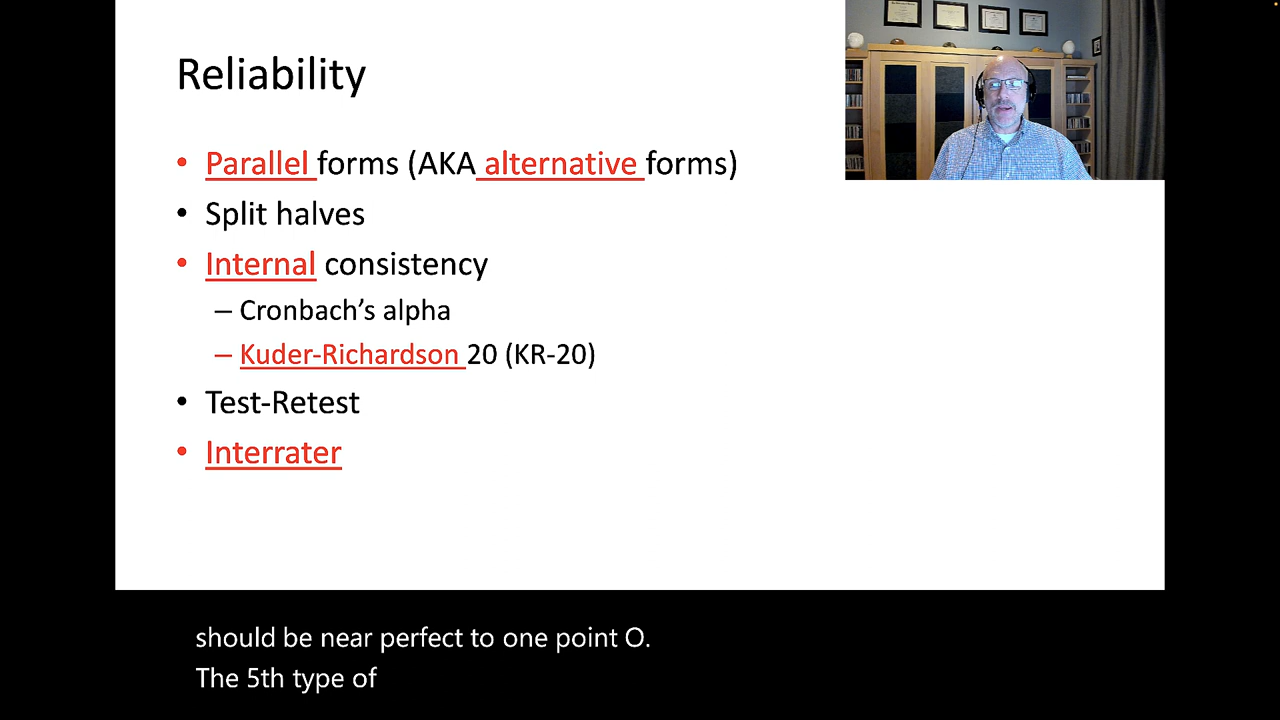 Reliability
• Parallel forms (AKA alternative forms)
• Split halves
• Internal consistency
– Cronbach’s alpha
– Kuder-Richardson 20 (KR-20)
• Test-Retest
• Interrater
should be near perfect to one point O.
The 5th type of